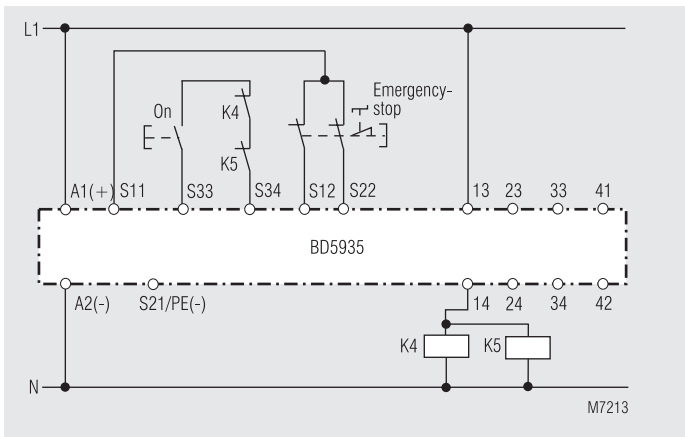 L1
Emergency-
stop
On
K4
K5
A1(+) S11 S33 S34 S12 S22 13 23 33 41
BD5935
A2(-) S21/PE(-) 14 24 34 42
K4 K5
N
M7213